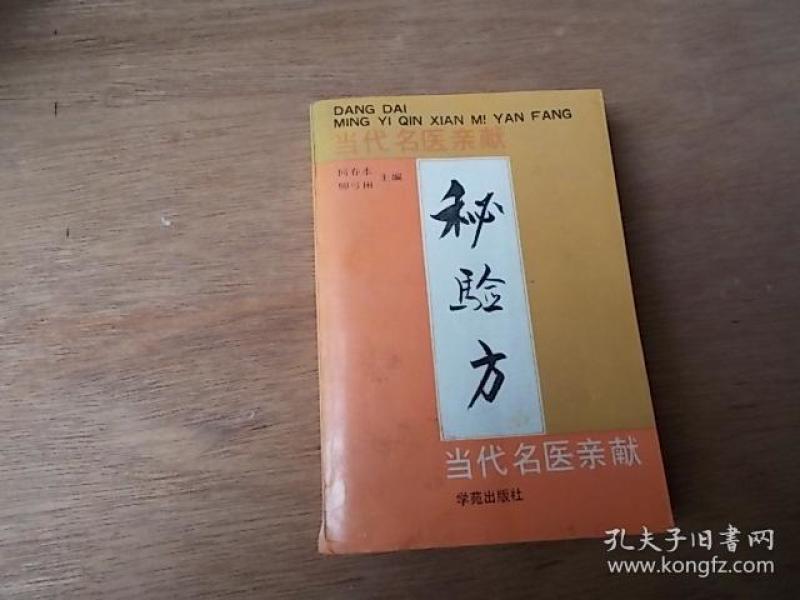 DANG DAI
MING YI QIN XIAN MI YAN FANG
当代名医亲献
主编
秘验方
当代名医亲献
学苑出版社
孔夫子旧书网
www.kongfz.com